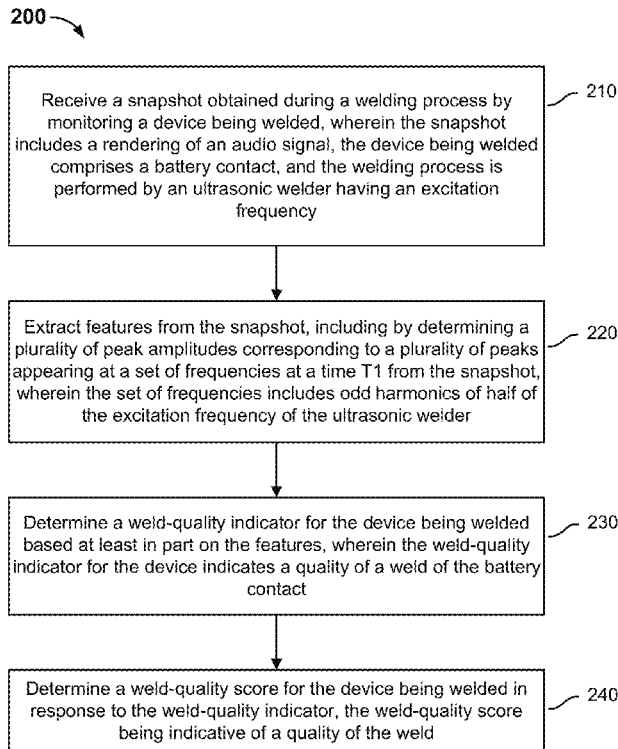 200
Receive a snapshot obtained during a welding process by
monitoring a device being welded, wherein the snapshot
includes a rendering of an audio signal, the device being welded
comprises a battery contact, and the welding process is
performed by an ultrasonic welder having an excitation
frequency
210
Extract features from the snapshot, including by determining a
plurality of peak amplitudes corresponding to a plurality of peaks
appearing at a set of frequencies at a time T1 from the snapshot,
wherein the set of frequencies includes odd harmonics of half of
the excitation frequency of the ultrasonic welder
220
Determine a weld-quality indicator for the device being welded
based at least in part on the features, wherein the weld-quality
indicator for the device indicates a quality of a weld of the battery
contact
230
Determine a weld-quality score for the device being welded in
response to the weld-quality indicator, the weld-quality score
being indicative of a quality of the weld
240